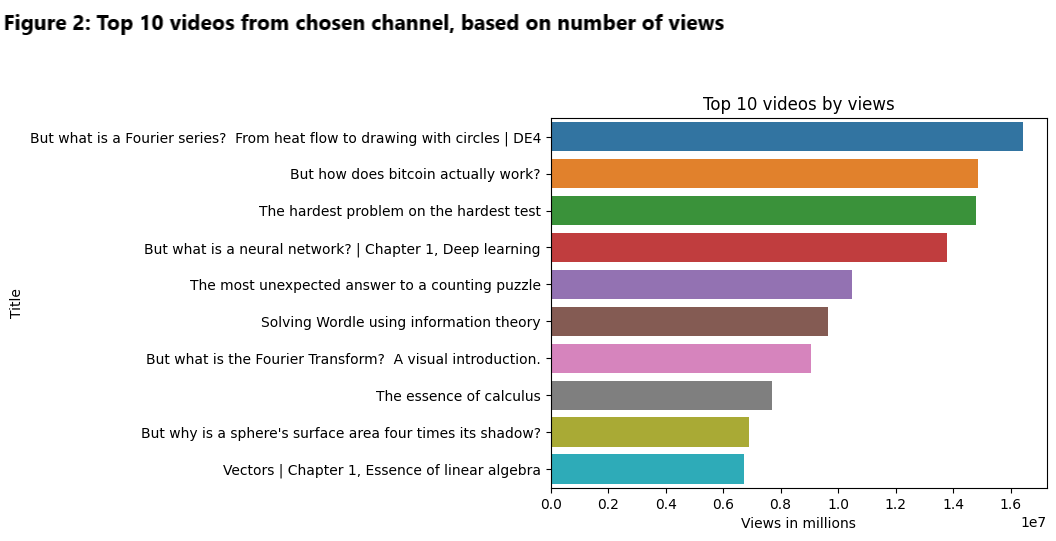 Figure 2: Top 10 videos from chosen channel, based on number of views
Top 10 videos by views
Title
But what is a Fourier series?  From heat flow to drawing with circles | DE4
But how does bitcoin actually work?
The hardest problem on the hardest test
But what is a neural network? | Chapter 1, Deep learning
The most unexpected answer to a counting puzzle
Solving Wordle using information theory
But what is the Fourier Transform?  A visual introduction.
The essence of calculus
But why is a sphere's surface area four times its shadow?
Vectors | Chapter 1, Essence of linear algebra
0.0 0.2 0.4 0.6 0.8 1.0 1.2 1.4 1.6
1e7
Views in millions